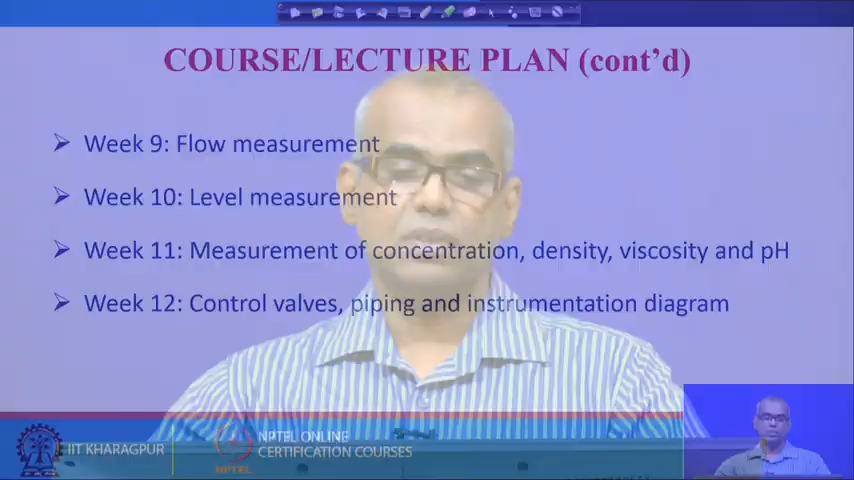 COURSE/LECTURE PLAN (cont'd)
Week 9: Flow measurement
Week 10: Level measurement
Week 11: Measurement of concentration, density, viscosity and pH
Week 12: Control valves, piping and instrumentation diagram
IIT KHARAGPUR
NPTEL
NPTEL ONLINE
CERTIFICATION COURSES